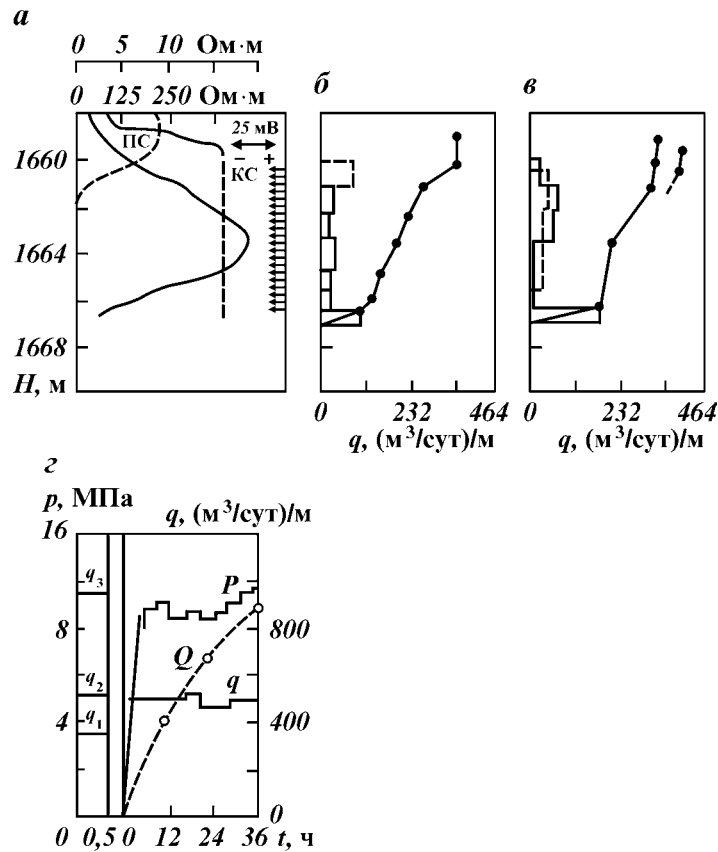 а
0 5 10 Ом·м
0 125 250 Ом·м
ПС
25 мВ
– +
КС
1660
1664
1668
H, м
б
0 232 464
q, (м³/сут)/м
в
0 232 464
q, (м³/сут)/м
г
p, МПа
q, (м³/сут)/м
16
q₃
P
8
800
Q
q₂
q
q₁
4
400
0
0 0,5 0 12 24 36 t, ч